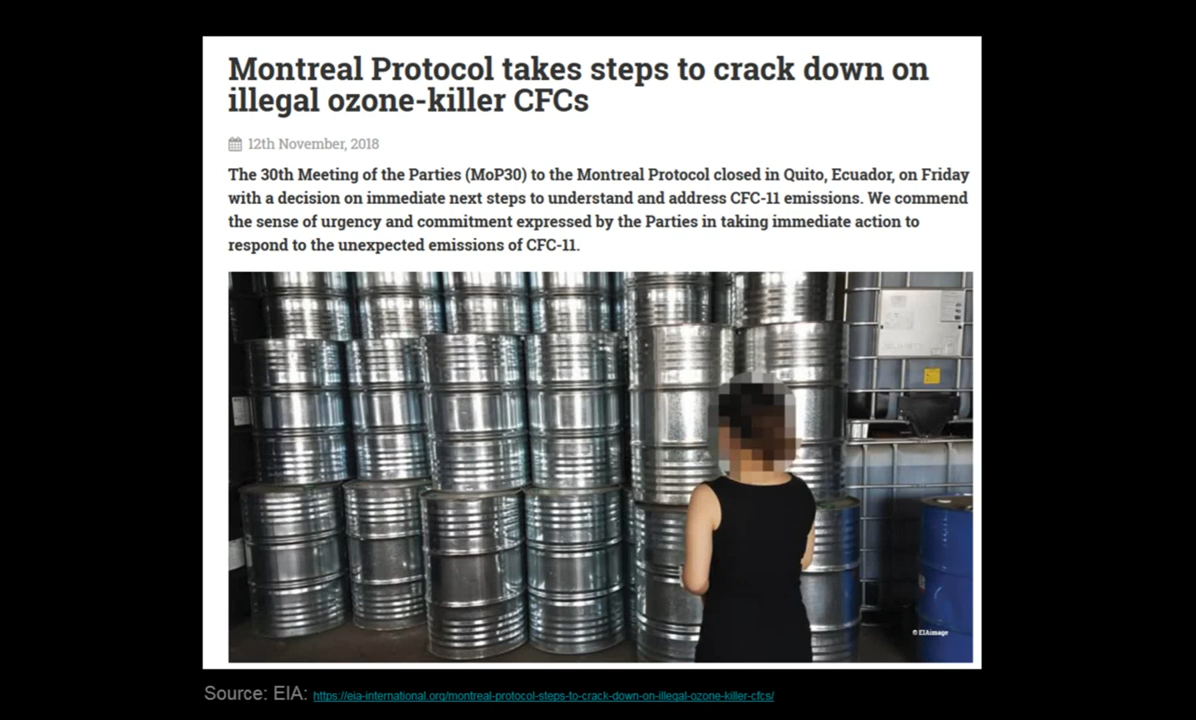 Montreal Protocol takes steps to crack down on
illegal ozone-killer CFCs
12th November, 2018
The 30th Meeting of the Parties (MoP30) to the Montreal Protocol closed in Quito, Ecuador, on Friday
with a decision on immediate next steps to understand and address CFC-11 emissions. We commend
the sense of urgency and commitment expressed by the Parties in taking immediate action to
respond to the unexpected emissions of CFC-11.
© EIAimage
Source: EIA: https://eia-international.org/montreal-protocol-steps-to-crack-down-on-illegal-ozone-killer-cfcs/